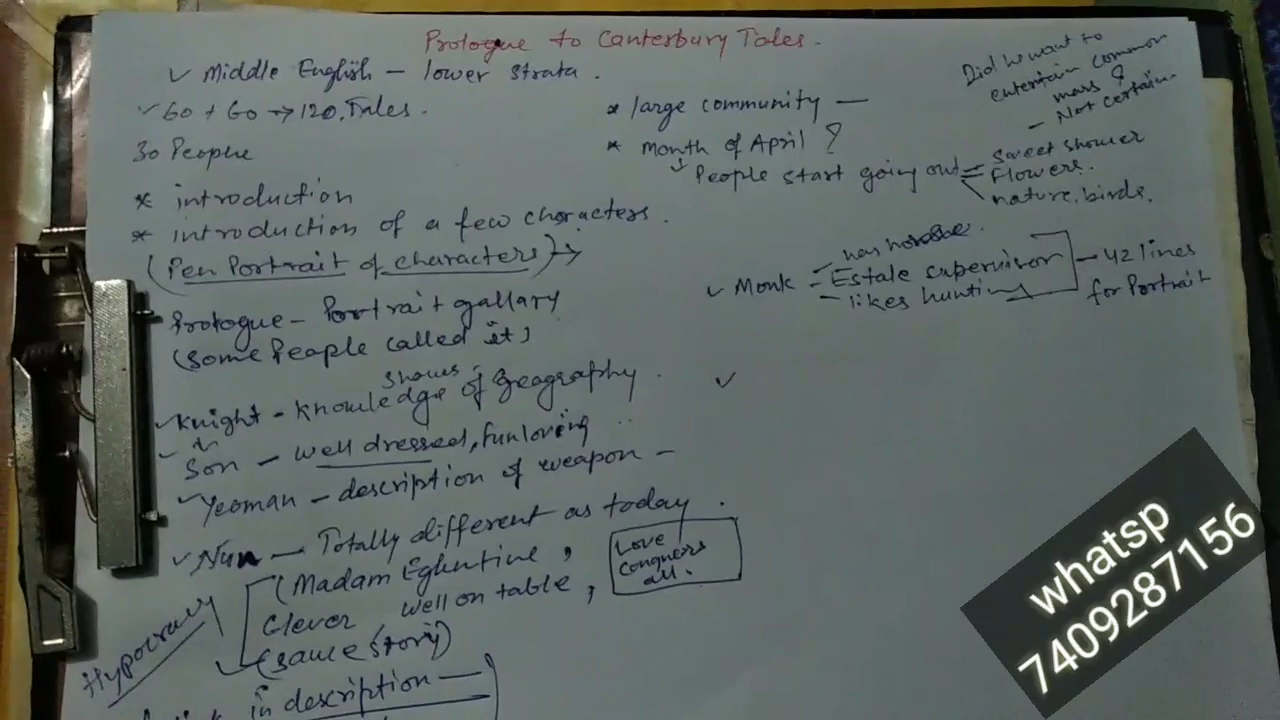 Prologue to Canterbury Tales.
✓ Middle English - lower strata.
✓ 60 + 60 → 120. Tales.
30 People
* introduction
* introduction of a few characters.
(Pen Portrait of characters) →
Prologue - Portrait gallary
(some People called it)
shows
✓ Knight - knowledge of Geography.
✓ Son - well dressed, fun loving
✓ Yeoman - description of weapon -
✓ Nun - Totally different as today.
(Madam Eglentine,
Clever well on table,
(same story)
Hypocracy
Love Conquers all.
in description -
* large community -
* Month of April ?
↓ People start going out = sweet shower
Flowers.
nature. birds.
Did he want to
entertain common
mass ?
- Not certain.
✓ Monk = has horse.
- Estate supervisor
- likes hunting
- 42 lines
for Portrait
✓
whatsp
7409287156